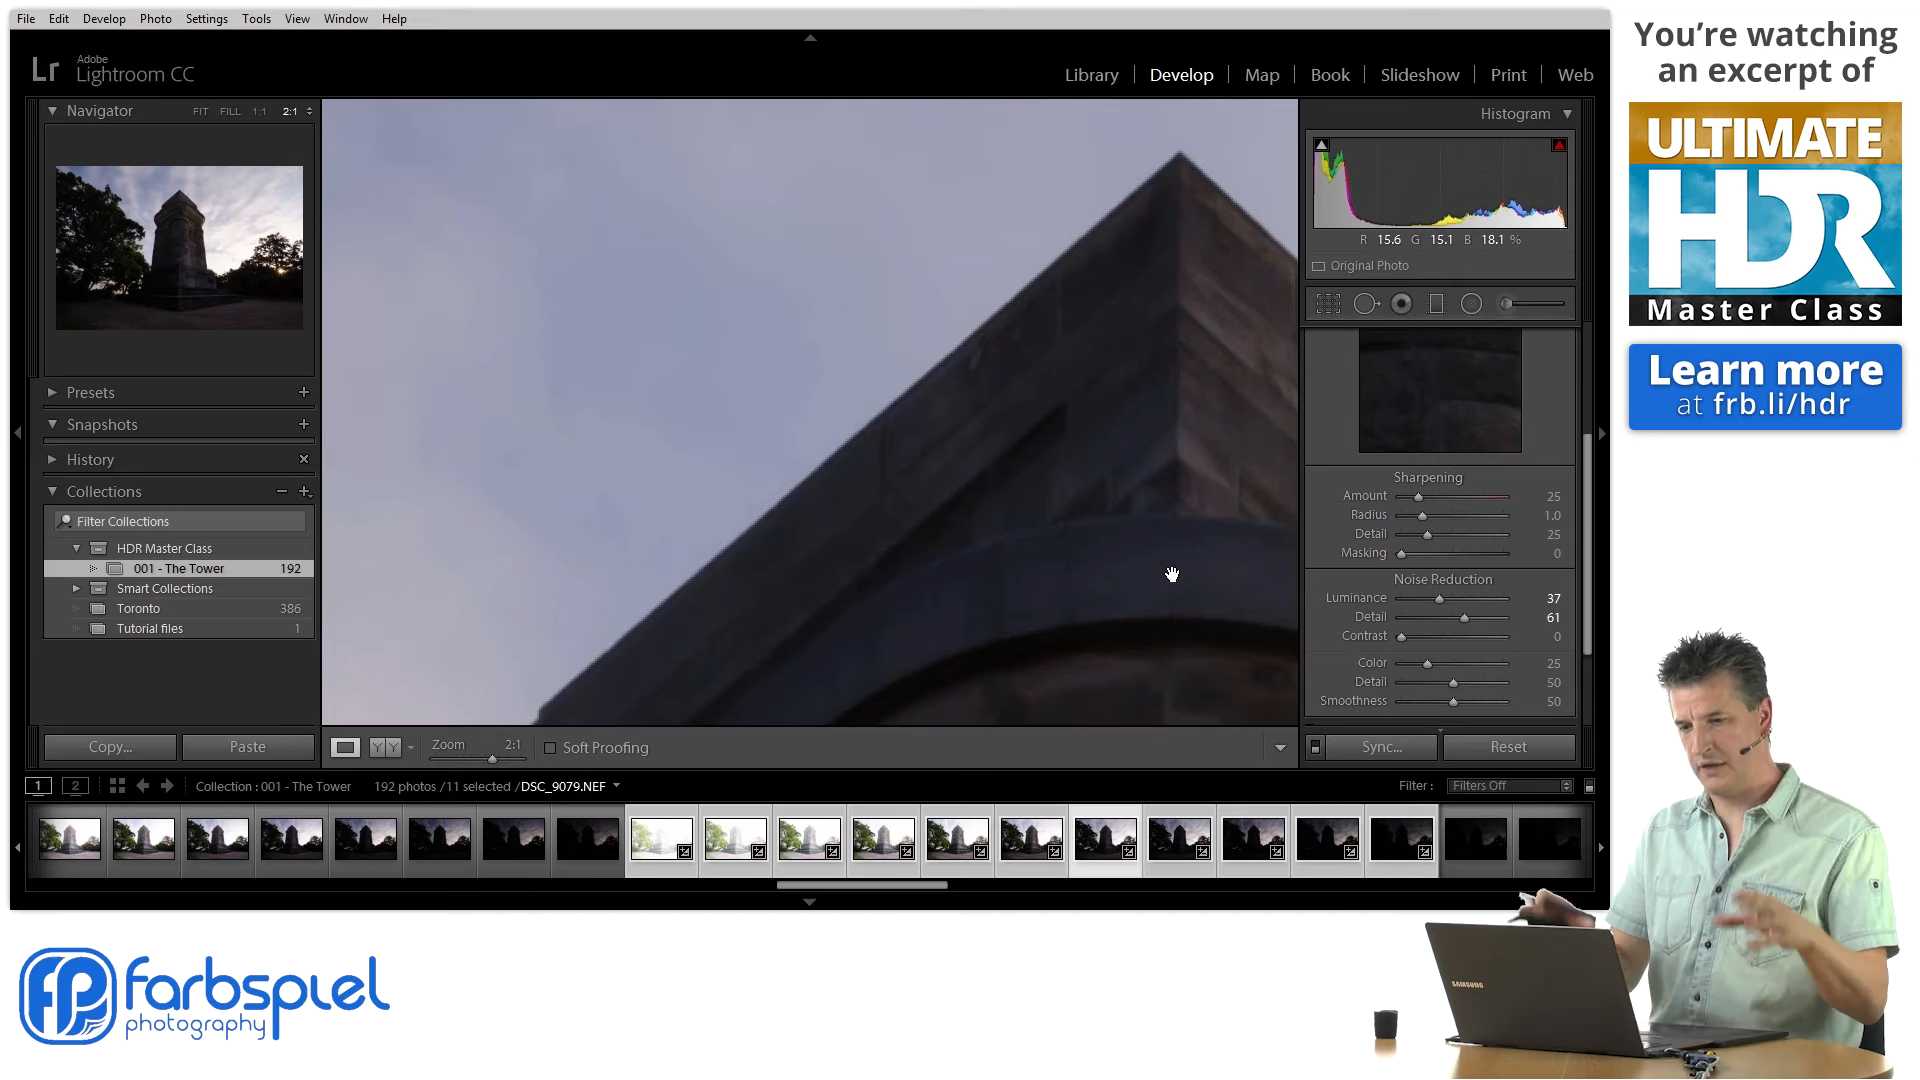 File Edit Develop Photo Settings Tools View Window Help
You're watching
an excerpt of
ULTIMATE
HDR
Master Class
Learn more
at frb.li/hdr
Lr Adobe
Lightroom CC
Library Develop Map Book Slideshow Print Web
Navigator FIT FILL 1:1 2:1
Presets
Snapshots
History
Collections
Filter Collections
HDR Master Class
001 - The Tower 192
Smart Collections
Toronto 386
Tutorial files 1
Copy... Paste
Histogram
R 15.6 G 15.1 B 18.1 %
Original Photo
Sharpening
Amount 25
Radius 1.0
Detail 25
Masking 0
Noise Reduction
Luminance 37
Detail 61
Contrast 0
Color 25
Detail 50
Smoothness 50
YY Zoom 2:1 Soft Proofing
Sync... Reset
1 2 Collection : 001 - The Tower 192 photos / 11 selected / DSC_9079.NEF
Filter : Filters Off
fp farbspiel
photography
SAMSUNG